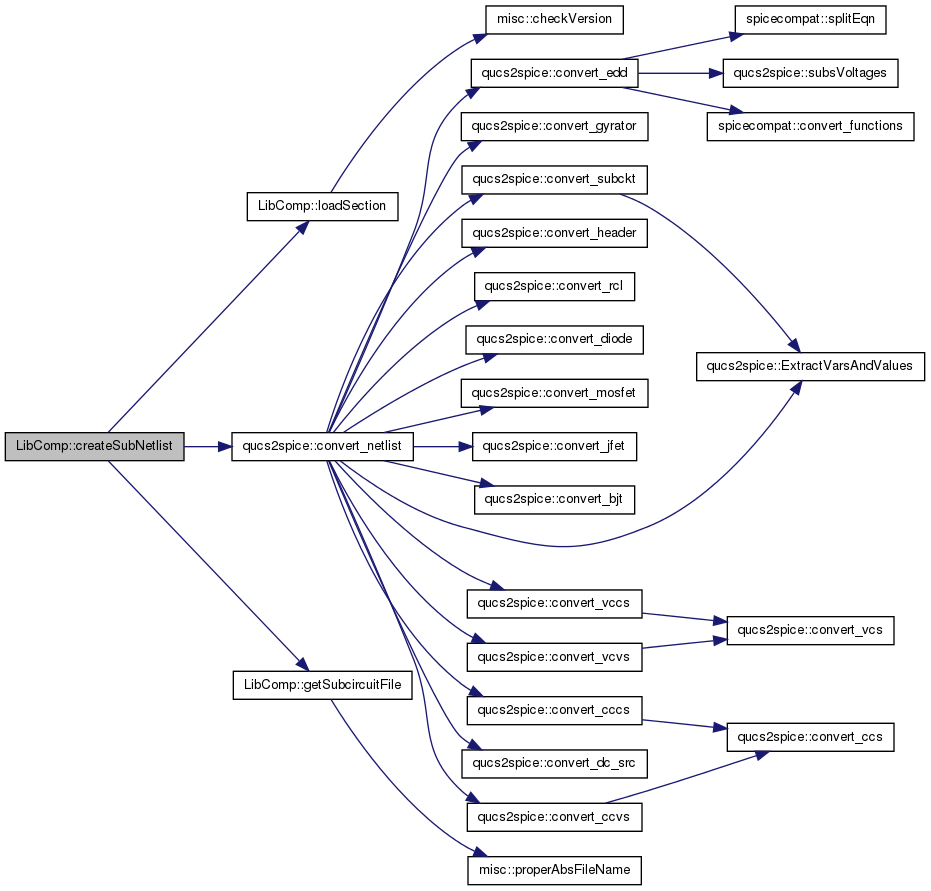 misc::checkVersion
spicecompat::splitEqn
qucs2spice::convert_edd
qucs2spice::subsVoltages
qucs2spice::convert_gyrator
spicecompat::convert_functions
qucs2spice::convert_subckt
LibComp::loadSection
qucs2spice::convert_header
qucs2spice::convert_rcl
qucs2spice::convert_diode
qucs2spice::ExtractVarsAndValues
qucs2spice::convert_mosfet
LibComp::createSubNetlist
qucs2spice::convert_netlist
qucs2spice::convert_jfet
qucs2spice::convert_bjt
qucs2spice::convert_vccs
qucs2spice::convert_vcs
qucs2spice::convert_vcvs
LibComp::getSubcircuitFile
qucs2spice::convert_cccs
qucs2spice::convert_ccs
qucs2spice::convert_dc_src
qucs2spice::convert_ccvs
misc::properAbsFileName